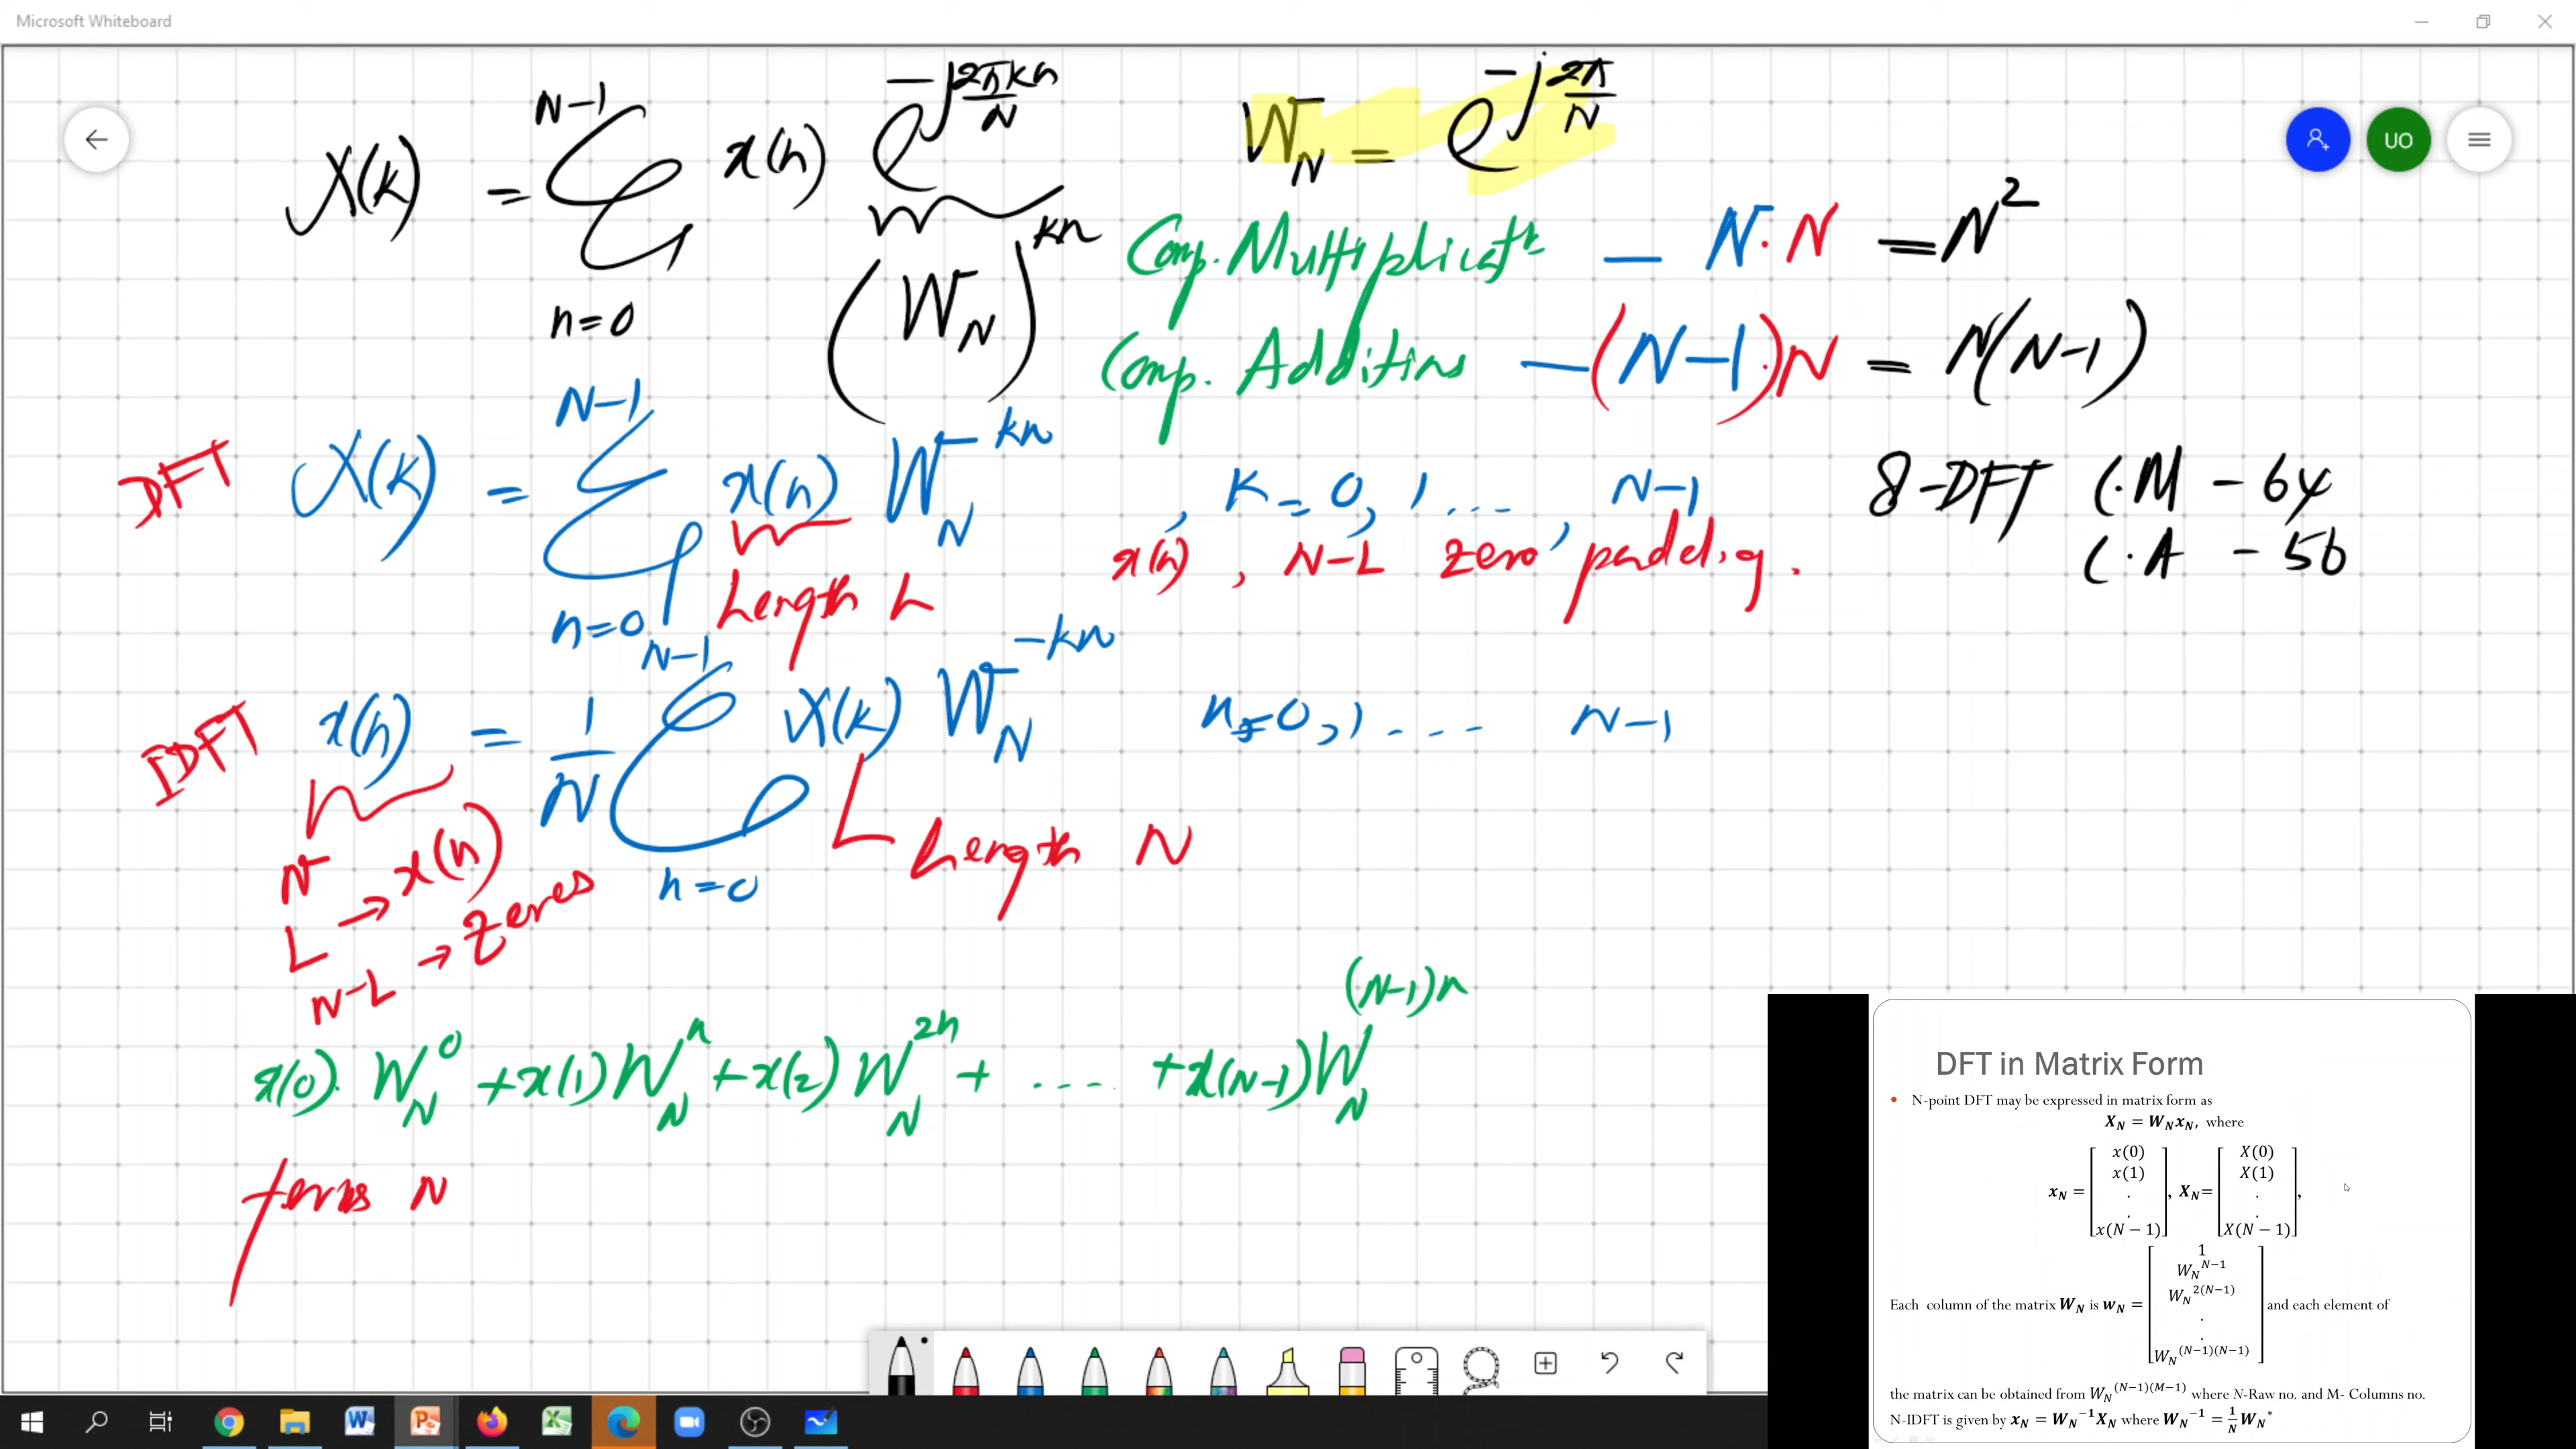 Microsoft Whiteboard
UO
X(k) = Σ_{n=0}^{N-1} x(n) e^{-j2πkn/N}
(W_N)^{kn}
W_N = e^{-j2π/N}
Comp. Multiplicatn – N·N = N^2
Comp. Additins – (N-1)·N = N(N-1)
DFT X(k) = Σ_{n=0}^{N-1} x(n) W_N^{kn}, K = 0, 1 ... N-1
Length L
x(n), N-L zero padding.
8-DFT C.M - 64
C.A - 56
IDFT x(n) = 1/N Σ_{n=0}^{N-1} X(k) W_N^{-kn} n=0,1.... N-1
Length N
N
L → x(n)
N-L → Zeroes
x(0). W_N^0 + x(1) W_N^n + x(2) W_N^{2n} + .... + x(N-1) W_N^{(N-1)n}
terms N
DFT in Matrix Form
• N-point DFT may be expressed in matrix form as
X_N = W_N x_N, where
x_N = [x(0) x(1) . . x(N − 1)], X_N= [X(0) X(1) . . X(N − 1)],
Each column of the matrix W_N is w_N = [1 W_N^{N−1} W_N^{2(N−1)} . . W_N^{(N−1)(N−1)}] and each element of
the matrix can be obtained from W_N^{(N−1)(M−1)} where N-Raw no. and M- Columns no.
N-IDFT is given by x_N = W_N^{−1} X_N where W_N^{−1} = 1/N W_N^*